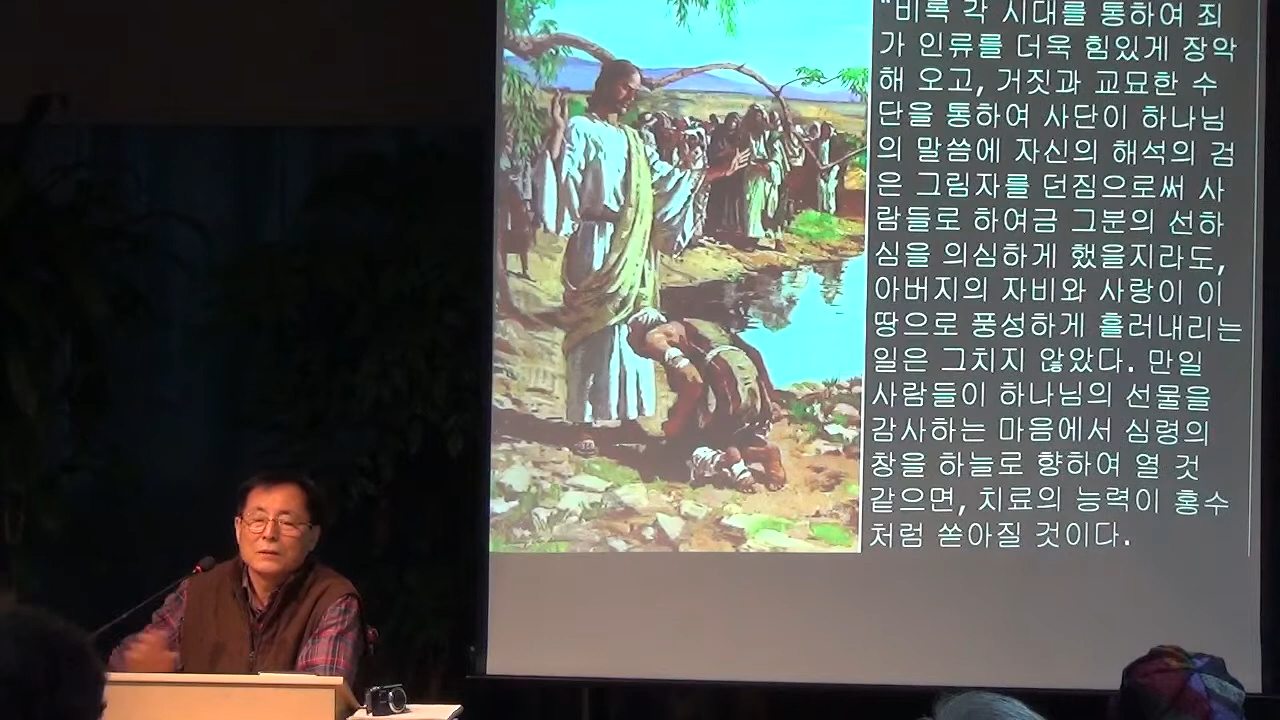 “비록 각 시대를 통하여 죄
가 인류를 더욱 힘있게 장악
해 오고, 거짓과 교묘한 수
단을 통하여 사단이 하나님
의 말씀에 자신의 해석의 검
은 그림자를 던짐으로써 사
람들로 하여금 그분의 선하
심을 의심하게 했을지라도,
아버지의 자비와 사랑이 이
땅으로 풍성하게 흘러내리는
일은 그치지 않았다. 만일
사람들이 하나님의 선물을
감사하는 마음에서 심령의
창을 하늘로 향하여 열 것
같으면, 치료의 능력이 홍수
처럼 쏟아질 것이다.